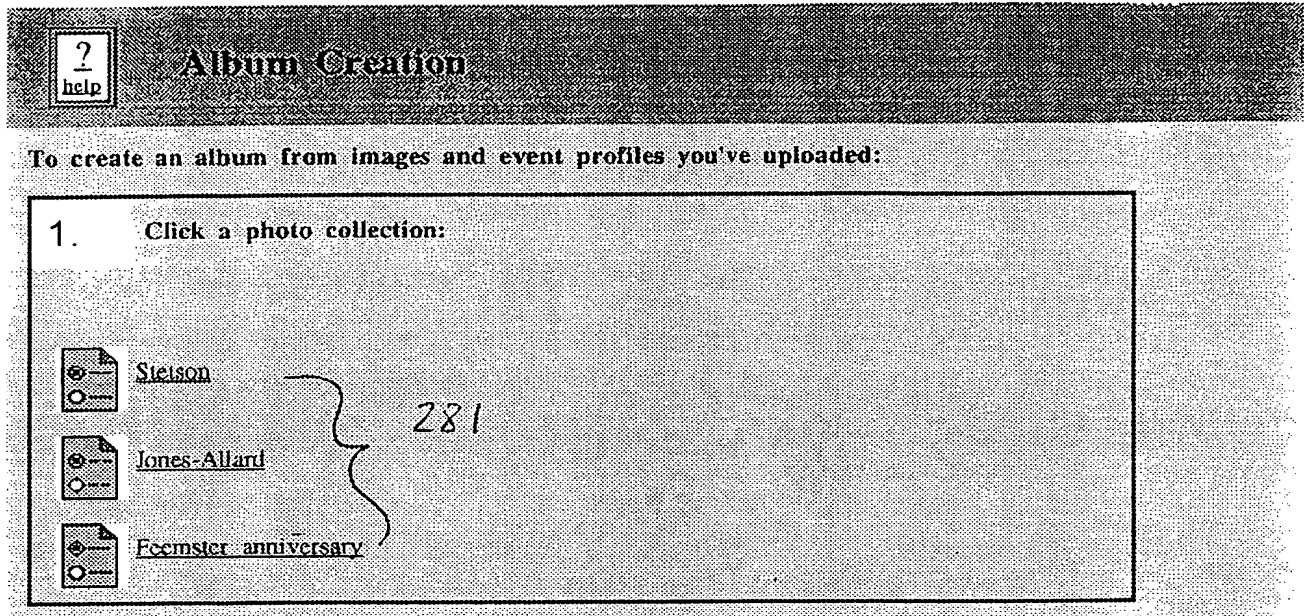 ?
help
Album Creation
To create an album from images and event profiles you've uploaded:
1. Click a photo collection:
Stetson
281
Jones-Allard
Feemster anniversary